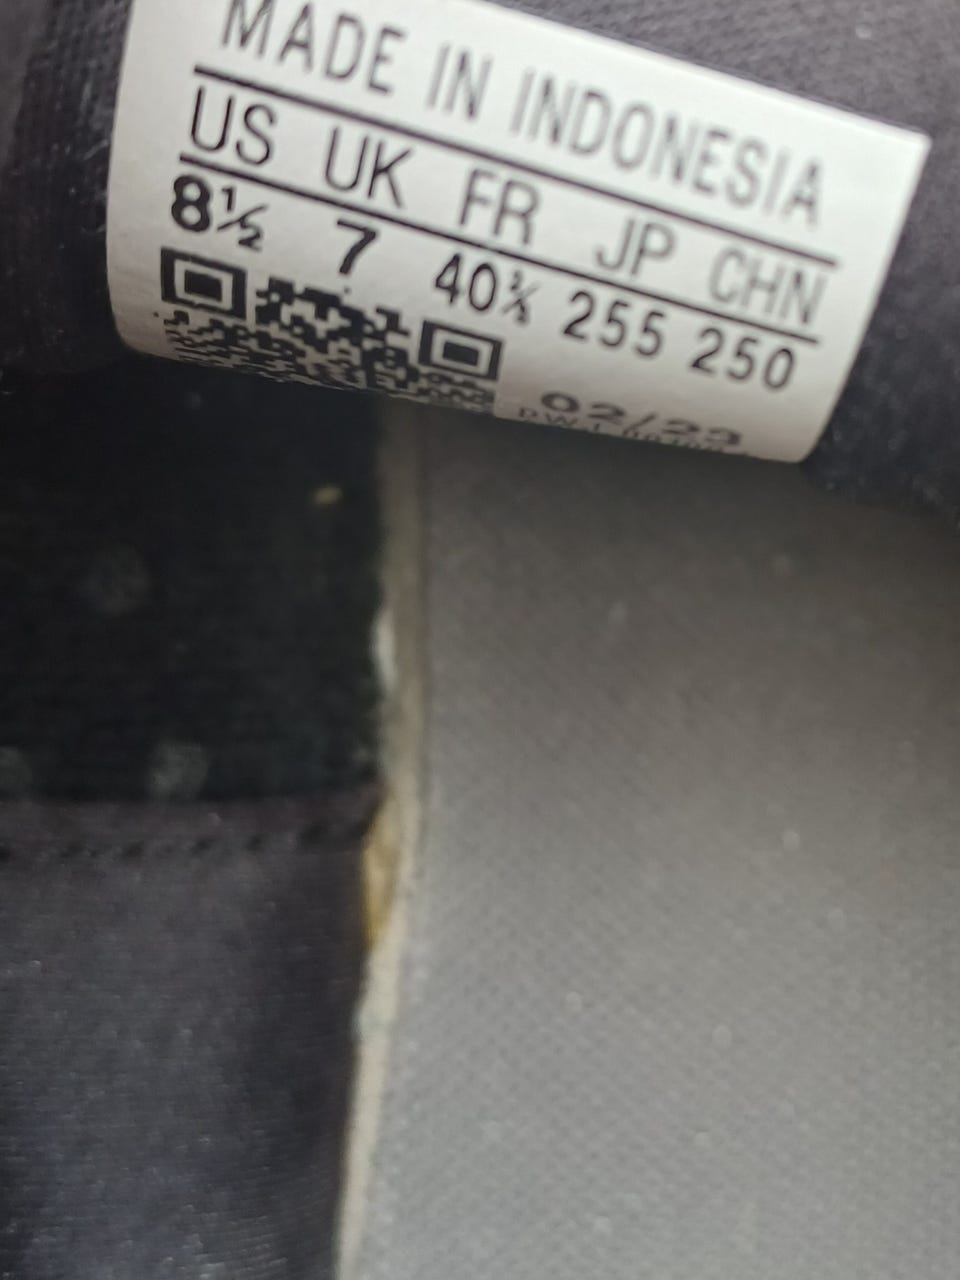 MADE IN INDONESIA
US UK FR JP CHN
8½ 7 40⅔ 255 250
02/23